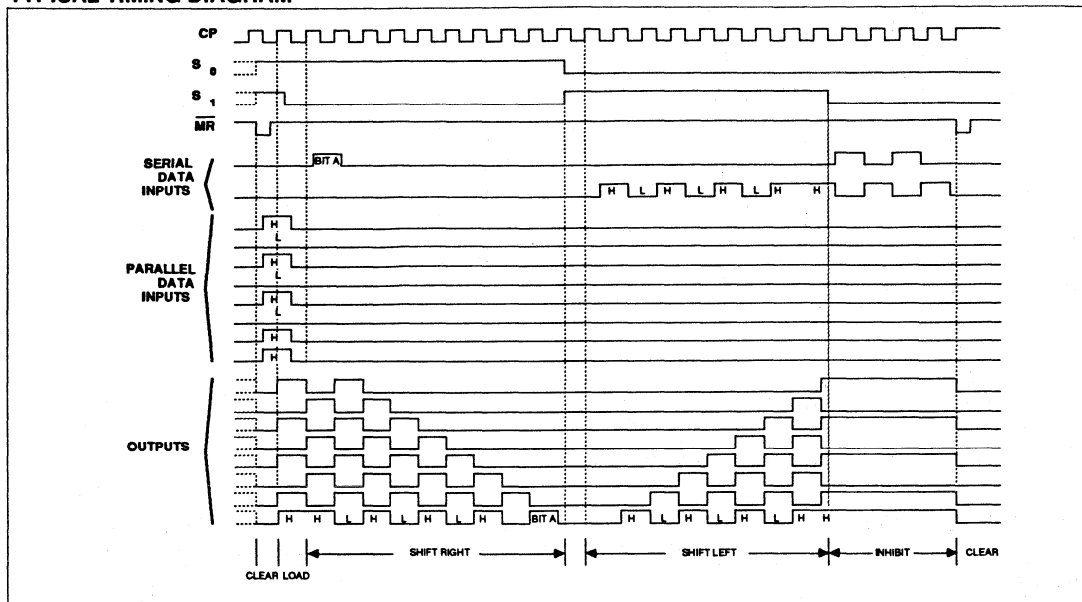 TYPICAL TIMING DIAGRAM
CP
S 0
S 1
MR
SERIAL DATA INPUTS
BIT A
H L H L H L H H
PARALLEL DATA INPUTS
H
L
H
L
H
L
H
H
OUTPUTS
H H L H L H L H BIT A
H L H L H L H H
SHIFT RIGHT
SHIFT LEFT
INHIBIT
CLEAR
CLEAR LOAD